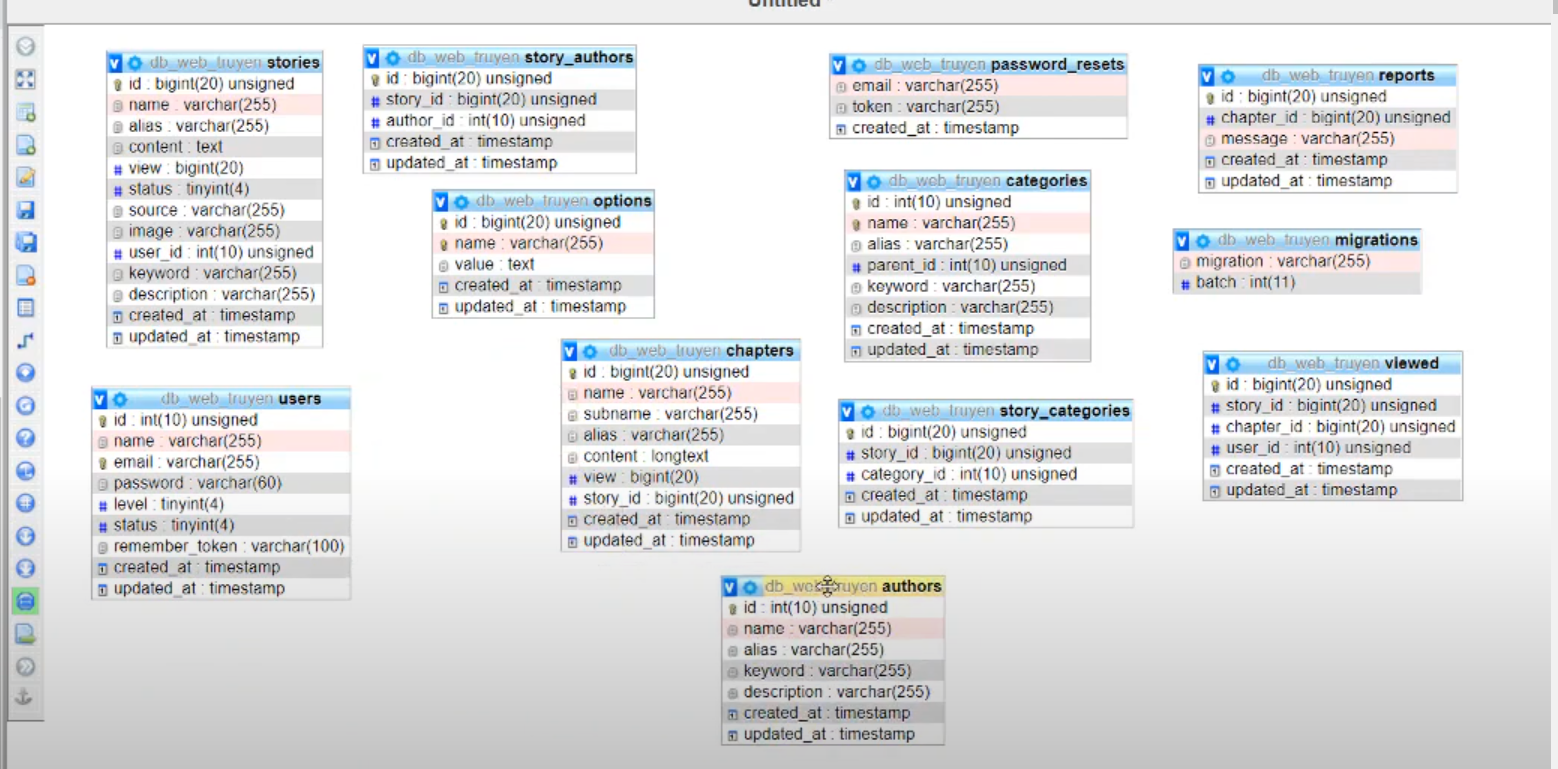 Untitled
db_web_truyen stories
id : bigint(20) unsigned
name : varchar(255)
alias : varchar(255)
content : text
view : bigint(20)
status : tinyint(4)
source : varchar(255)
image : varchar(255)
user_id : int(10) unsigned
keyword : varchar(255)
description : varchar(255)
created_at : timestamp
updated_at : timestamp
db_web_truyen story_authors
id : bigint(20) unsigned
story_id : bigint(20) unsigned
author_id : int(10) unsigned
created_at : timestamp
updated_at : timestamp
db_web_truyen password_resets
email : varchar(255)
token : varchar(255)
created_at : timestamp
db_web_truyen reports
id : bigint(20) unsigned
chapter_id : bigint(20) unsigned
message : varchar(255)
created_at : timestamp
updated_at : timestamp
db_web_truyen options
id : bigint(20) unsigned
name : varchar(255)
value : text
created_at : timestamp
updated_at : timestamp
db_web_truyen categories
id : int(10) unsigned
name : varchar(255)
alias : varchar(255)
parent_id : int(10) unsigned
keyword : varchar(255)
description : varchar(255)
created_at : timestamp
updated_at : timestamp
db_web_truyen migrations
migration : varchar(255)
batch : int(11)
db_web_truyen users
id : int(10) unsigned
name : varchar(255)
email : varchar(255)
password : varchar(60)
level : tinyint(4)
status : tinyint(4)
remember_token : varchar(100)
created_at : timestamp
updated_at : timestamp
db_web_truyen chapters
id : bigint(20) unsigned
name : varchar(255)
subname : varchar(255)
alias : varchar(255)
content : longtext
view : bigint(20)
story_id : bigint(20) unsigned
created_at : timestamp
updated_at : timestamp
db_web_truyen story_categories
id : bigint(20) unsigned
story_id : bigint(20) unsigned
category_id : int(10) unsigned
created_at : timestamp
updated_at : timestamp
db_web_truyen viewed
id : bigint(20) unsigned
story_id : bigint(20) unsigned
chapter_id : bigint(20) unsigned
user_id : int(10) unsigned
created_at : timestamp
updated_at : timestamp
db_web_truyen authors
id : int(10) unsigned
name : varchar(255)
alias : varchar(255)
keyword : varchar(255)
description : varchar(255)
created_at : timestamp
updated_at : timestamp